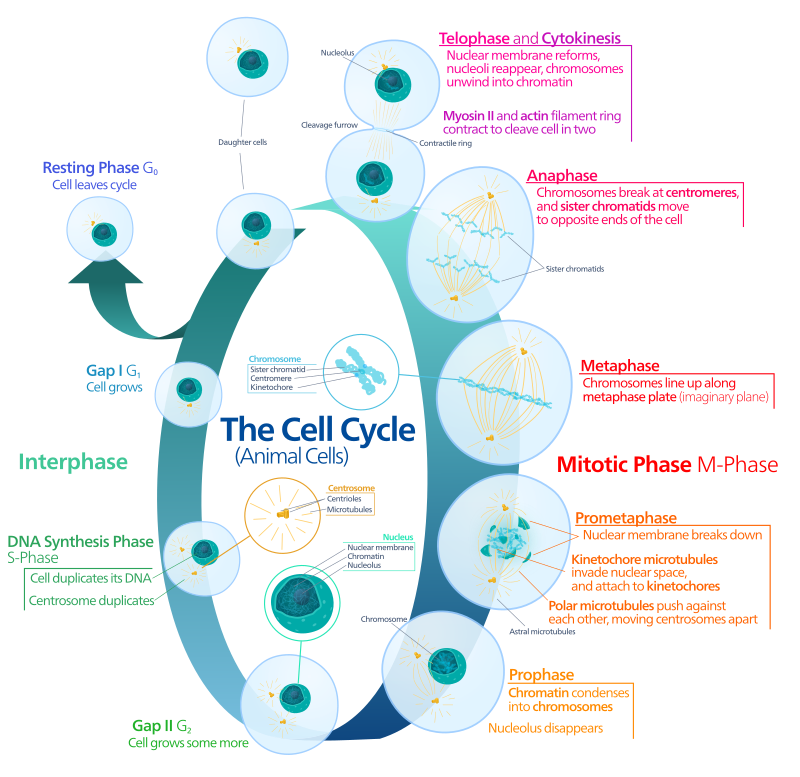 Telophase and Cytokinesis
Nuclear membrane reforms,
nucleoli reappear, chromosomes
unwind into chromatin
Myosin II and actin filament ring
contract to cleave cell in two
Nucleolus
Cleavage furrow
Contractile ring
Daughter cells
Resting Phase G0
Cell leaves cycle
Anaphase
Chromosomes break at centromeres,
and sister chromatids move
to opposite ends of the cell
Sister chromatids
Gap I G1
Cell grows
Chromosome
Sister chromatid
Centromere
Kinetochore
Metaphase
Chromosomes line up along
metaphase plate (imaginary plane)
The Cell Cycle
(Animal Cells)
Interphase
Mitotic Phase M-Phase
Centrosome
Centrioles
Microtubules
DNA Synthesis Phase
S-Phase
Cell duplicates its DNA
Centrosome duplicates
Nucleus
Nuclear membrane
Chromatin
Nucleolus
Prometaphase
Nuclear membrane breaks down
Kinetochore microtubules
invade nuclear space,
and attach to kinetochores
Polar microtubules push against
each other, moving centrosomes apart
Astral microtubules
Chromosome
Prophase
Chromatin condenses
into chromosomes
Nucleolus disappears
Gap II G2
Cell grows some more